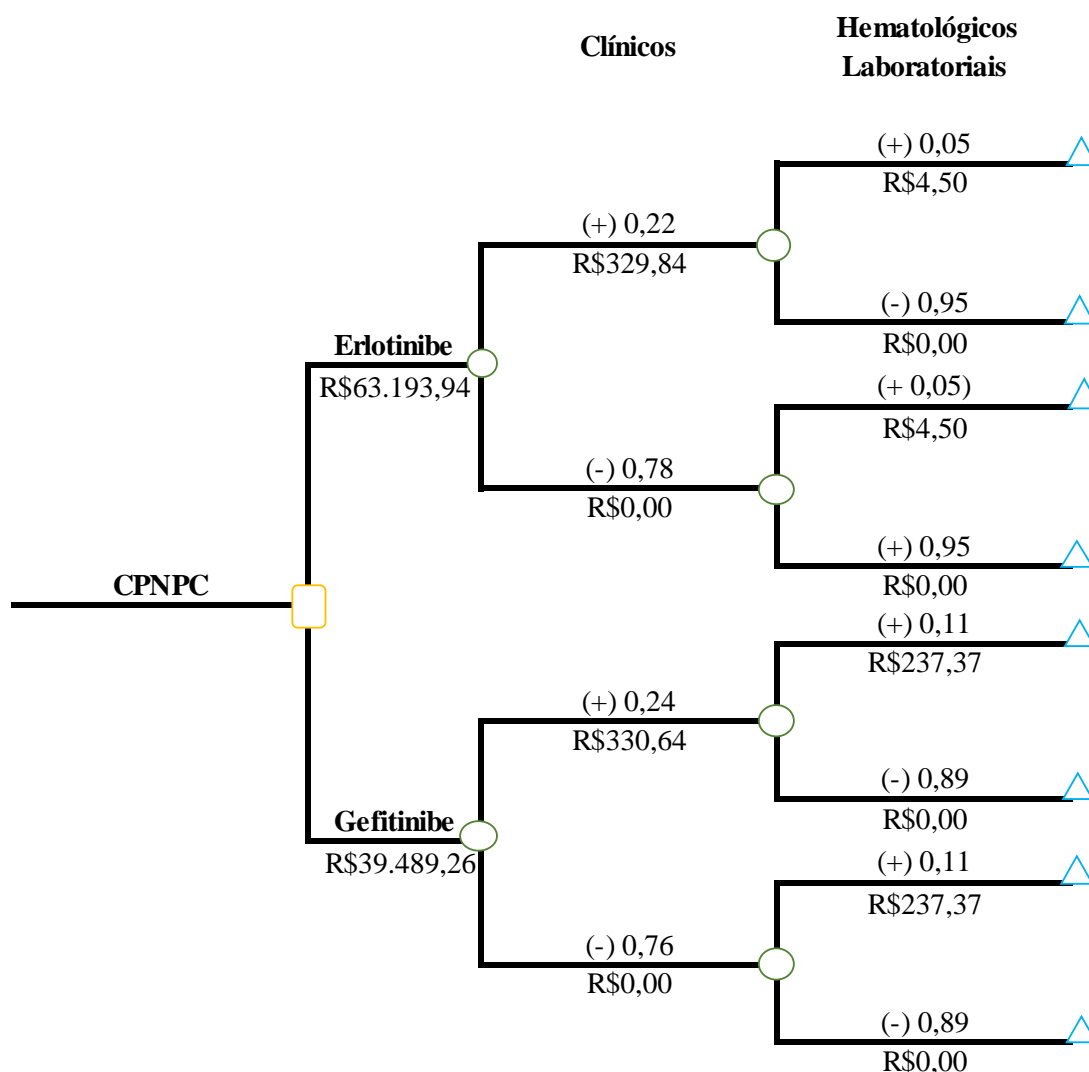 Clínicos
Hematológicos
Laboratoriais
(+) 0,05
R$4,50
(+) 0,22
R$329,84
(-) 0,95
R$0,00
Erlotinibe
R$63.193,94
(+ 0,05)
R$4,50
(-) 0,78
R$0,00
(+) 0,95
R$0,00
CPNPC
(+) 0,11
R$237,37
(+) 0,24
R$330,64
(-) 0,89
R$0,00
Gefitinibe
R$39.489,26
(+) 0,11
R$237,37
(-) 0,76
R$0,00
(-) 0,89
R$0,00